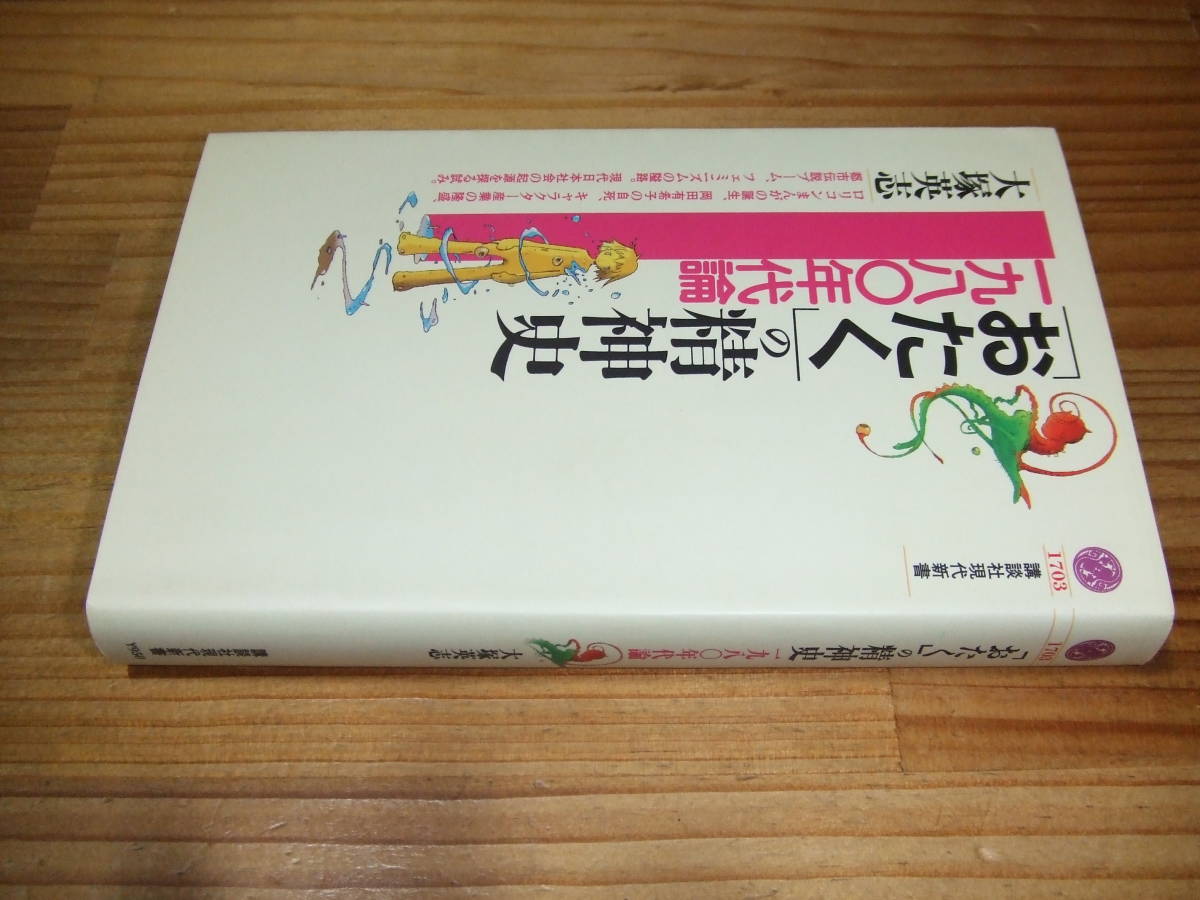 1703
講談社現代新書
「おたく」の精神史
一九八〇年代論
ロリコンまんがの誕生、岡田有希子の自死、キャラクター産業の隆盛、
都市伝説ブーム、フェミニズムの隘路。現代日本社会の起源を探る試み。
大塚英志
1703
「おたく」の精神史 一九八〇年代論
大塚英志
講談社現代新書